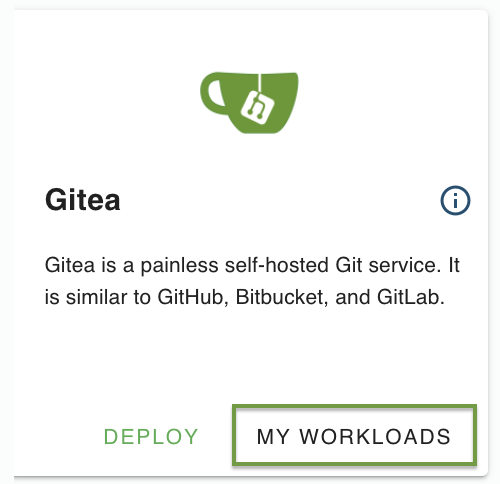 Gitea
Gitea is a painless self-hosted Git service. It
is similar to GitHub, Bitbucket, and GitLab.
DEPLOY MY WORKLOADS